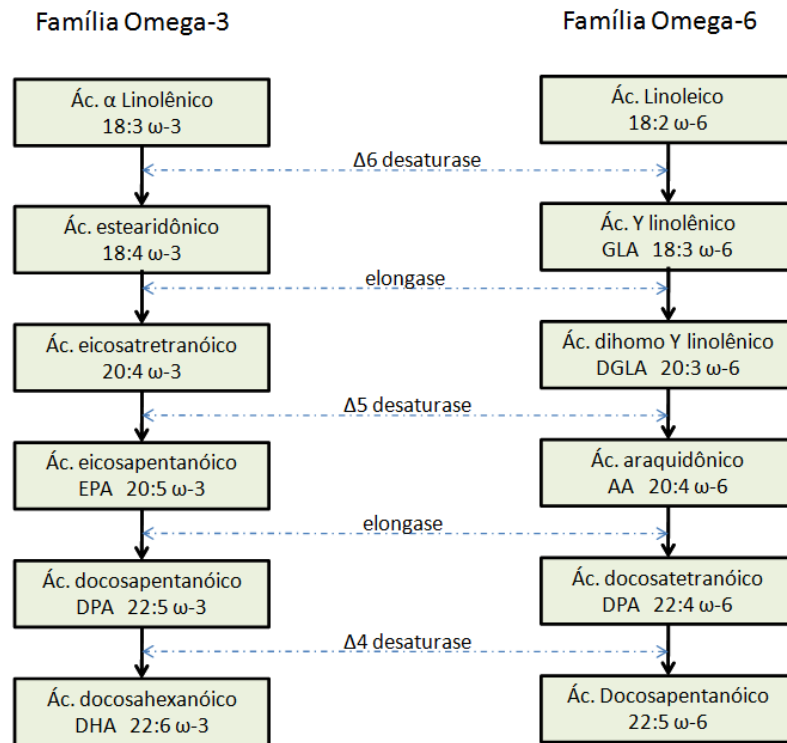 Família Omega-3
Família Omega-6
Ác. α Linolênico
18:3 ω-3
Ác. Linoleico
18:2 ω-6
Δ6 desaturase
Ác. estearidônico
18:4 ω-3
Ác. Y linolênico
GLA 18:3 ω-6
elongase
Ác. eicosatretranóico
20:4 ω-3
Ác. dihomo Y linolênico
DGLA 20:3 ω-6
Δ5 desaturase
Ác. eicosapentanóico
EPA 20:5 ω-3
Ác. araquidônico
AA 20:4 ω-6
elongase
Ác. docosapentanóico
DPA 22:5 ω-3
Ác. docosatetranóico
DPA 22:4 ω-6
Δ4 desaturase
Ác. docosahexanóico
DHA 22:6 ω-3
Ác. Docosapentanóico
22:5 ω-6